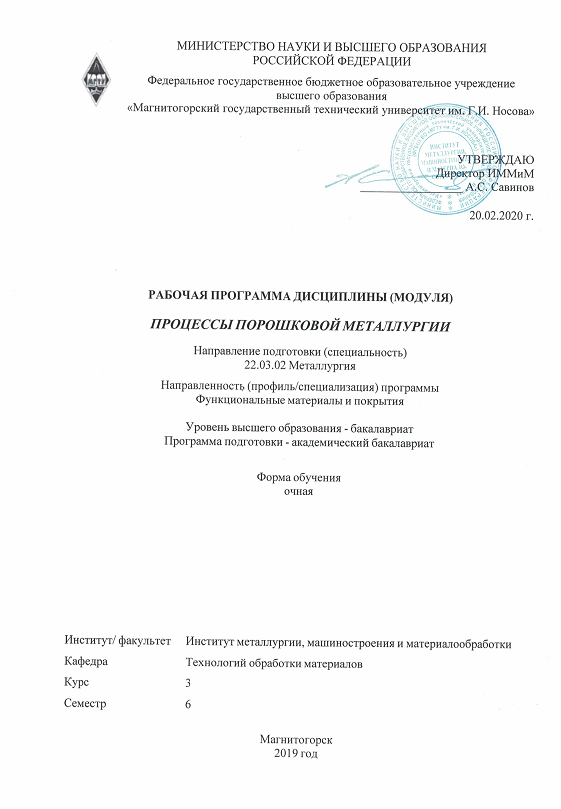 МИНИСТЕРСТВО НАУКИ И ВЫСШЕГО ОБРАЗОВАНИЯ
РОССИЙСКОЙ ФЕДЕРАЦИИ
Федеральное государственное бюджетное образовательное учреждение
высшего образования
«Магнитогорский государственный технический университет им. Г.И. Носова»
ИНСТИТУТ
МЕТАЛЛУРГИИ,
УТВЕРЖДАЮ
Директор ИММиМ
А.С. Савинов
20.02.2020 г.
РАБОЧАЯ ПРОГРАММА ДИСЦИПЛИНЫ (МОДУЛЯ)
ПРОЦЕССЫ ПОРОШКОВОЙ МЕТАЛЛУРГИИ
Направление подготовки (специальность)
22.03.02 Металлургия
Направленность (профиль/специализация) программы
Функциональные материалы и покрытия
Уровень высшего образования - бакалавриат
Программа подготовки - академический бакалавриат
Форма обучения
очная
Институт/ факультет Институт металлургии, машиностроения и материалообработки
Кафедра Технологий обработки материалов
Курс 3
Семестр 6
Магнитогорск
2019 год